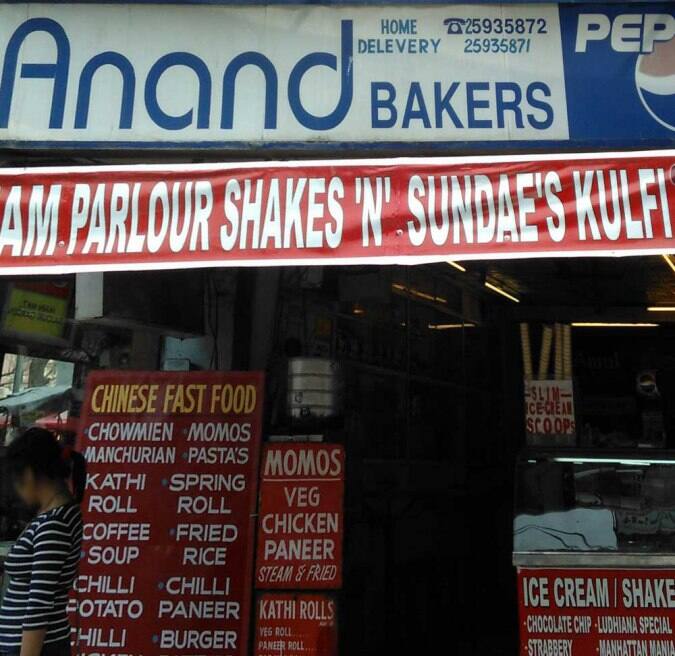 Anand BAKERS
HOME DELEVERY
☎25935872
25935871
PEP
AM PARLOUR SHAKES 'N' SUNDAE'S KULFI
CHINESE FAST FOOD
CHOWMIEN • MOMOS
MANCHURIAN • PASTA'S
KATHI ROLL • SPRING ROLL
COFFEE • FRIED
SOUP RICE
CHILLI • CHILLI
POTATO PANEER
HILLI • BURGER
MOMOS
VEG
CHICKEN
PANEER
STEAM & FRIED
KATHI ROLLS
VEG ROLL....
PANEER ROLL....
SLIM
ICE-CREAM
SCOOPS
ICE CREAM / SHAKE
•CHOCOLATE CHIP •LUDHIANA SPECIAL
•STRABBERY •MANHATTAN MANIA